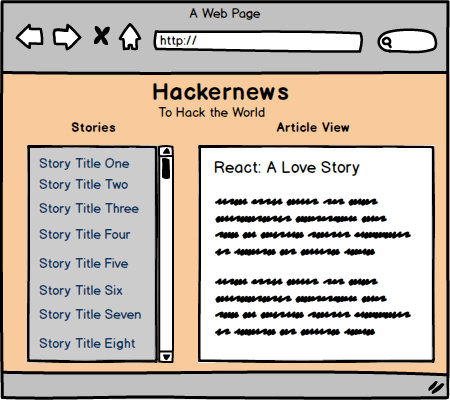 A Web Page
http://
Hackernews
To Hack the World
Stories
Article View
Story Title One
Story Title Two
Story Title Three
Story Title Four
Story Title Five
Story Title Six
Story Title Seven
Story Title Eight
React: A Love Story